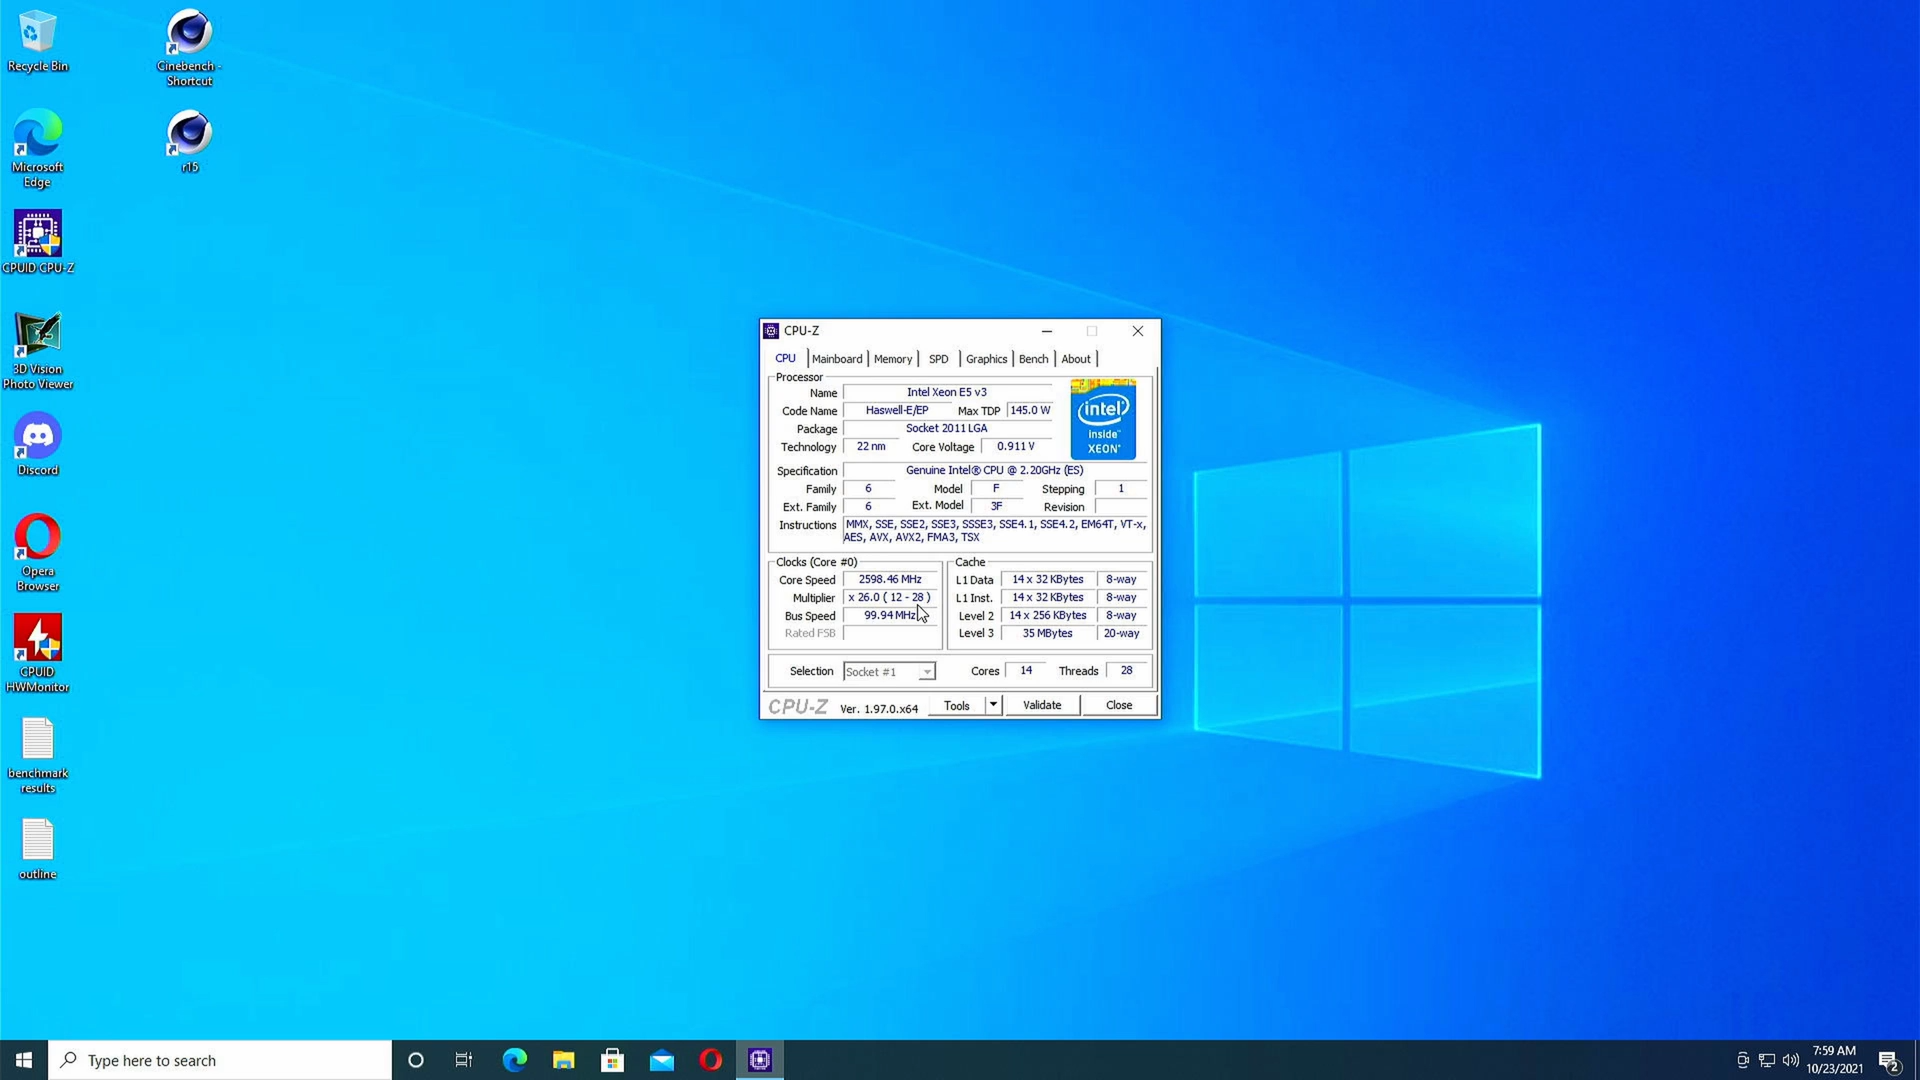 Recycle Bin
Cinebench -
Shortcut
Microsoft
Edge
r15
CPUID CPU-Z
3D Vision
Photo Viewer
Discord
Opera
Browser
CPUID
HWMonitor
benchmark
results
outline
CPU-Z
CPU Mainboard Memory SPD Graphics Bench About
Processor
Name Intel Xeon E5 v3
Code Name Haswell-E/EP Max TDP 145.0 W
Package Socket 2011 LGA
Technology 22 nm Core Voltage 0.911 V
intel
inside™
XEON®
Specification Genuine Intel® CPU @ 2.20GHz (ES)
Family 6 Model F Stepping 1
Ext. Family 6 Ext. Model 3F Revision
Instructions MMX, SSE, SSE2, SSE3, SSSE3, SSE4.1, SSE4.2, EM64T, VT-x,
AES, AVX, AVX2, FMA3, TSX
Clocks (Core #0) Cache
Core Speed 2598.46 MHz L1 Data 14 x 32 KBytes 8-way
Multiplier x 26.0 ( 12 - 28 ) L1 Inst. 14 x 32 KBytes 8-way
Bus Speed 99.94 MHz Level 2 14 x 256 KBytes 8-way
Rated FSB Level 3 35 MBytes 20-way
Selection Socket #1 Cores 14 Threads 28
CPU-Z Ver. 1.97.0.x64 Tools Validate Close
Type here to search
7:59 AM
10/23/2021
2